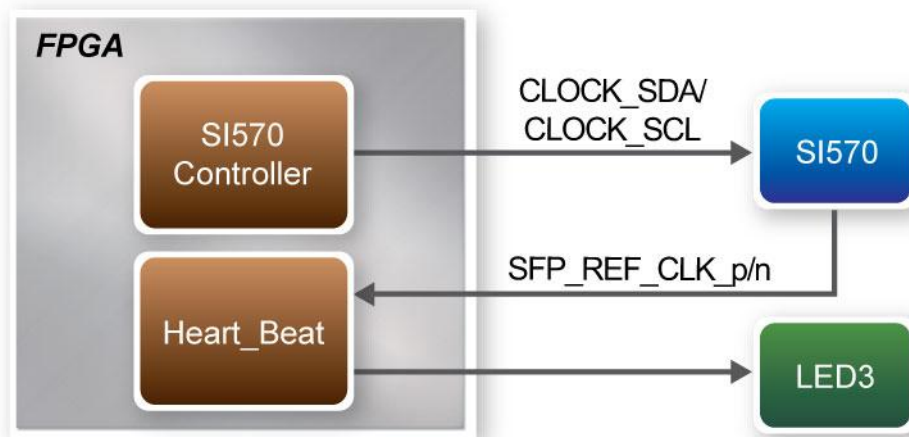 FPGA
SI570
Controller
CLOCK_SDA/
CLOCK_SCL
SI570
SFP_REF_CLK_p/n
Heart_Beat
LED3